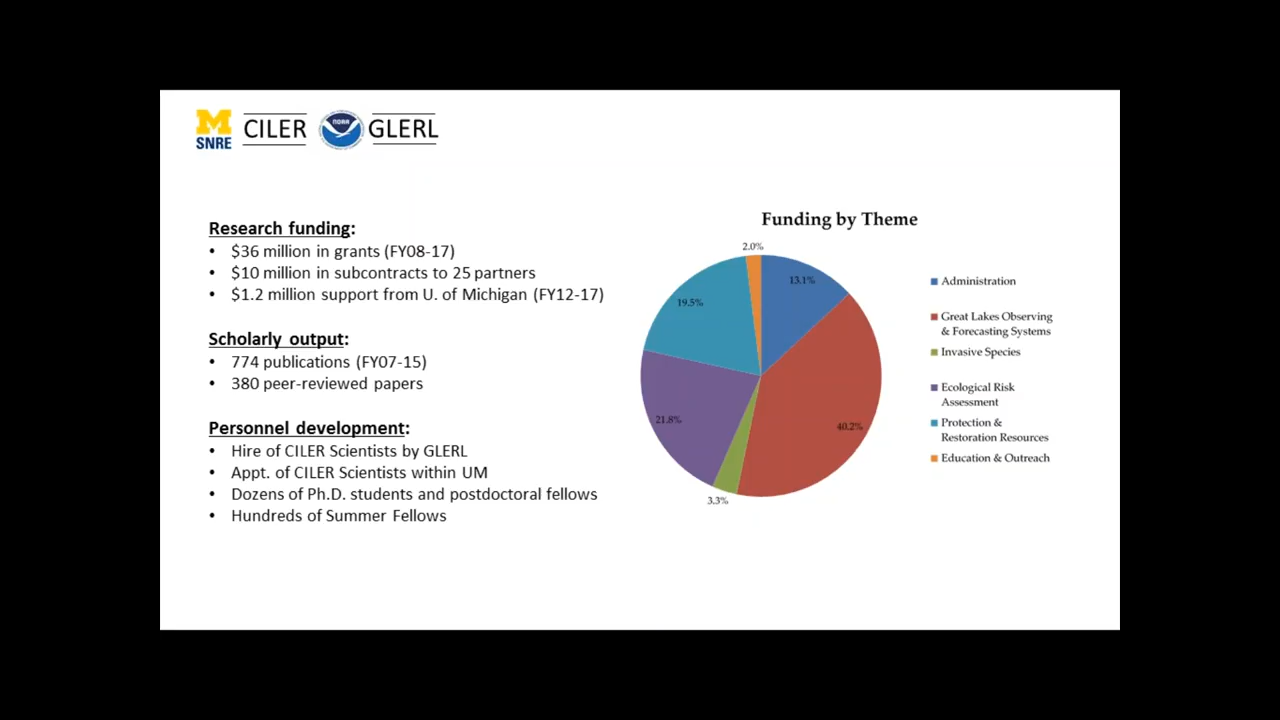 M
SNRE
CILER
NOAA
GLERL
Research funding:
• $36 million in grants (FY08-17)
• $10 million in subcontracts to 25 partners
• $1.2 million support from U. of Michigan (FY12-17)
Scholarly output:
• 774 publications (FY07-15)
• 380 peer-reviewed papers
Personnel development:
• Hire of CILER Scientists by GLERL
• Appt. of CILER Scientists within UM
• Dozens of Ph.D. students and postdoctoral fellows
• Hundreds of Summer Fellows
Funding by Theme
2.0%
13.1%
19.5%
21.8%
40.2%
3.3%
Administration
Great Lakes Observing
& Forecasting Systems
Invasive Species
Ecological Risk
Assessment
Protection &
Restoration Resources
Education & Outreach